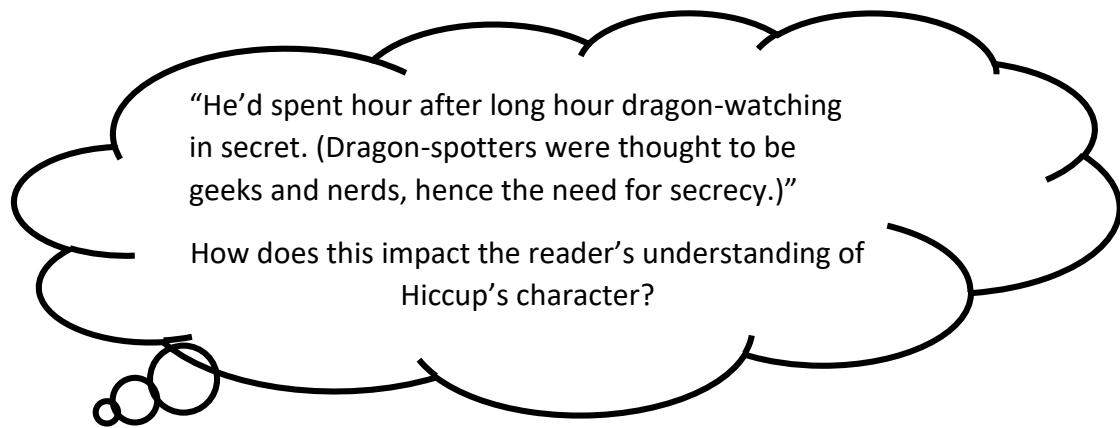 “He’d spent hour after long hour dragon-watching
in secret. (Dragon-spotters were thought to be
geeks and nerds, hence the need for secrecy.)”
How does this impact the reader’s understanding of
Hiccup’s character?